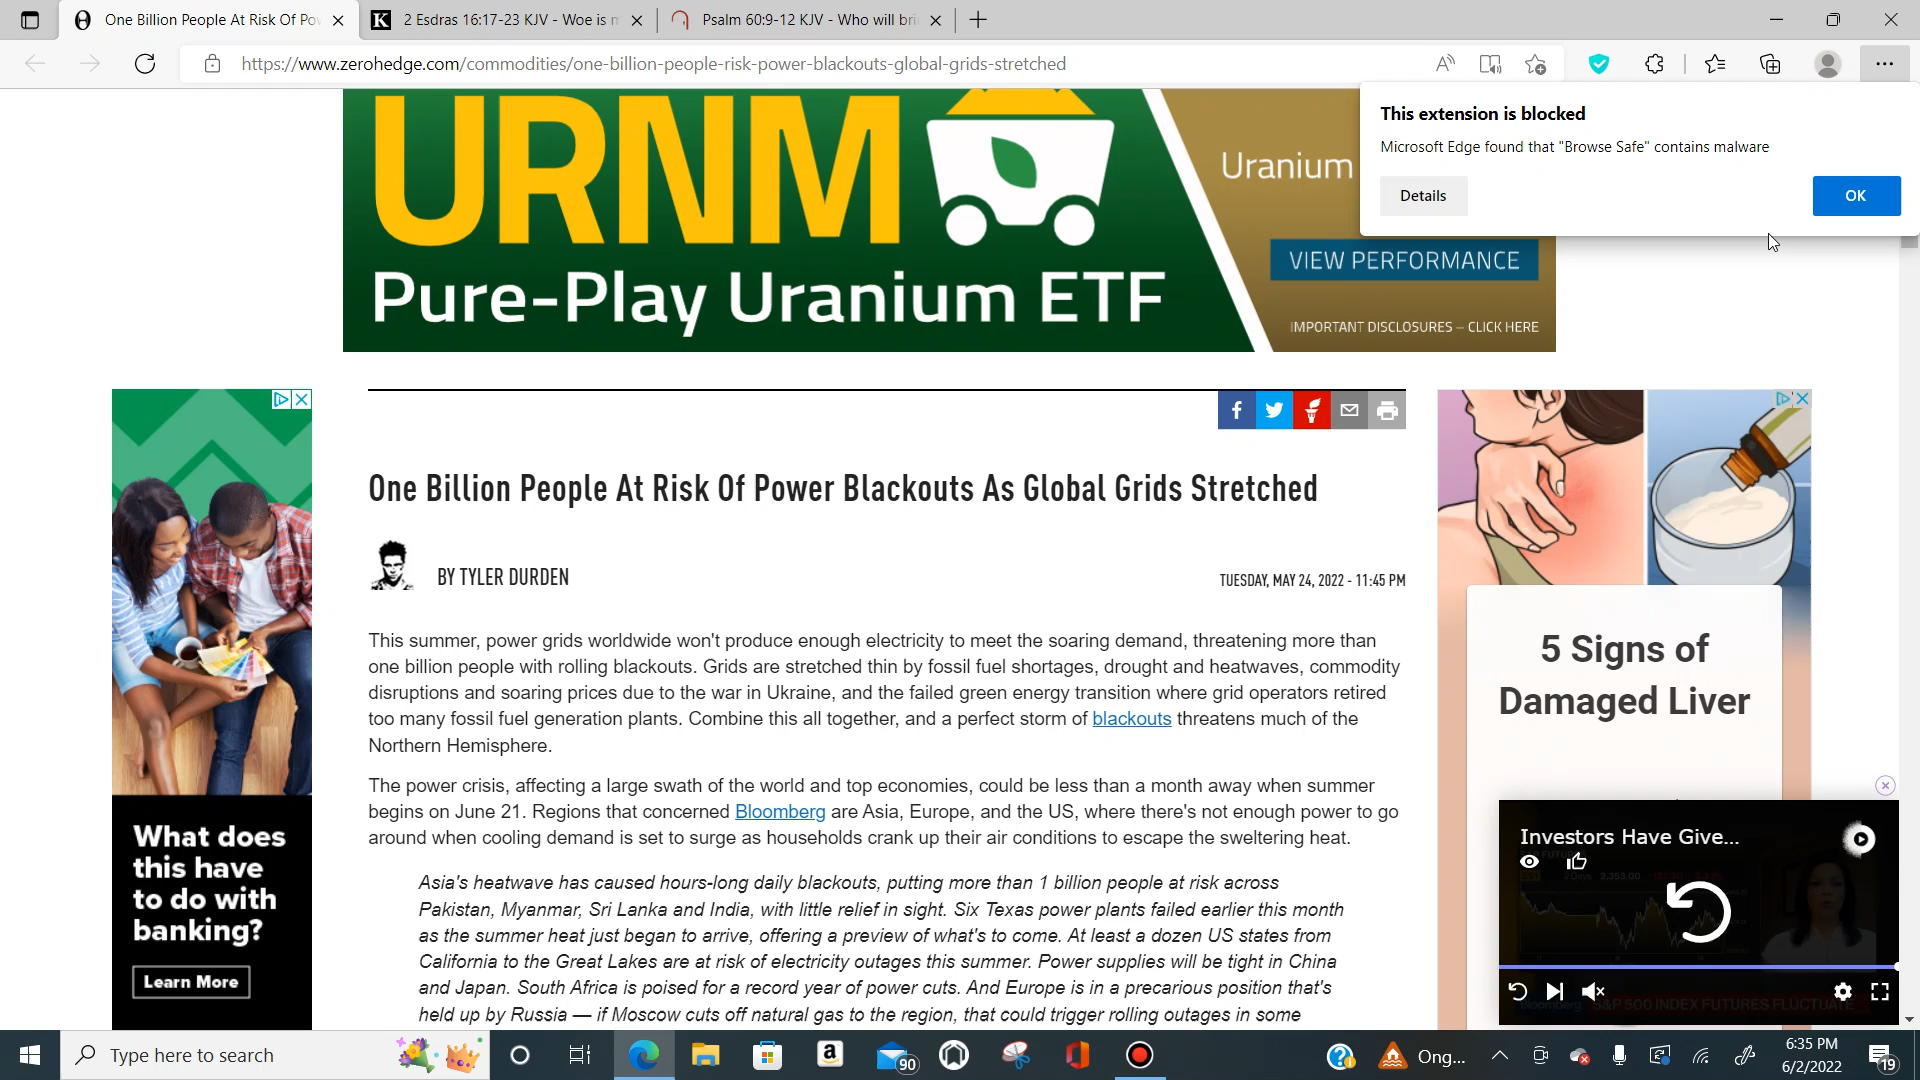 One Billion People At Risk Of Po
2 Esdras 16:17-23 KJV - Woe is
Psalm 60:9-12 KJV - Who will bri
https://www.zerohedge.com/commodities/one-billion-people-risk-power-blackouts-global-grids-stretched
This extension is blocked
Microsoft Edge found that "Browse Safe" contains malware
Details
OK
URNM
Pure-Play Uranium ETF
Uranium
VIEW PERFORMANCE
IMPORTANT DISCLOSURES – CLICK HERE
One Billion People At Risk Of Power Blackouts As Global Grids Stretched
BY TYLER DURDEN
TUESDAY, MAY 24, 2022 - 11:45 PM
This summer, power grids worldwide won't produce enough electricity to meet the soaring demand, threatening more than
one billion people with rolling blackouts. Grids are stretched thin by fossil fuel shortages, drought and heatwaves, commodity
disruptions and soaring prices due to the war in Ukraine, and the failed green energy transition where grid operators retired
too many fossil fuel generation plants. Combine this all together, and a perfect storm of blackouts threatens much of the
Northern Hemisphere.
The power crisis, affecting a large swath of the world and top economies, could be less than a month away when summer
begins on June 21. Regions that concerned Bloomberg are Asia, Europe, and the US, where there's not enough power to go
around when cooling demand is set to surge as households crank up their air conditions to escape the sweltering heat.
Asia's heatwave has caused hours-long daily blackouts, putting more than 1 billion people at risk across
Pakistan, Myanmar, Sri Lanka and India, with little relief in sight. Six Texas power plants failed earlier this month
as the summer heat just began to arrive, offering a preview of what's to come. At least a dozen US states from
California to the Great Lakes are at risk of electricity outages this summer. Power supplies will be tight in China
and Japan. South Africa is poised for a record year of power cuts. And Europe is in a precarious position that's
held up by Russia — if Moscow cuts off natural gas to the region, that could trigger rolling outages in some
What does
this have
to do with
banking?
Learn More
5 Signs of
Damaged Liver
Investors Have Give...
S&P 500 INDEX FUTURES FLUCTUATE
Type here to search
90
Ong...
6:35 PM
6/2/2022
19